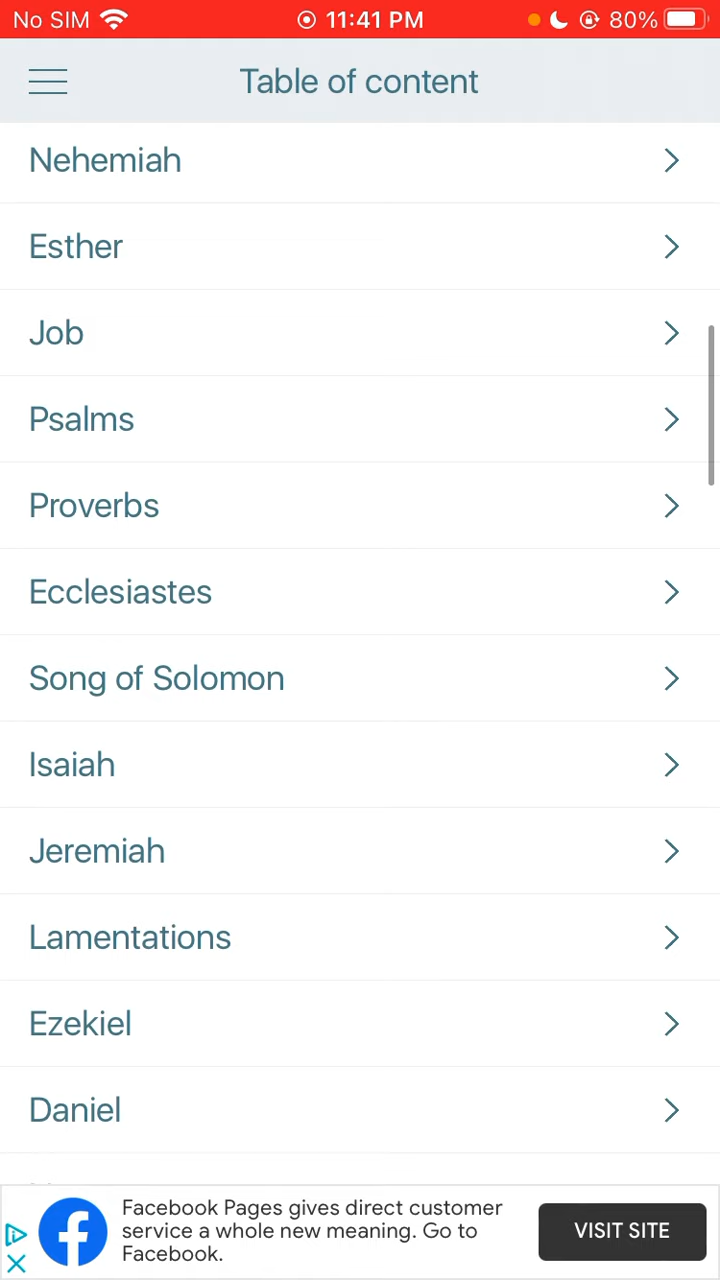 No SIM 11:41 PM 80%
Table of content
Nehemiah
Esther
Job
Psalms
Proverbs
Ecclesiastes
Song of Solomon
Isaiah
Jeremiah
Lamentations
Ezekiel
Daniel
Facebook Pages gives direct customer
service a whole new meaning. Go to
Facebook.
VISIT SITE